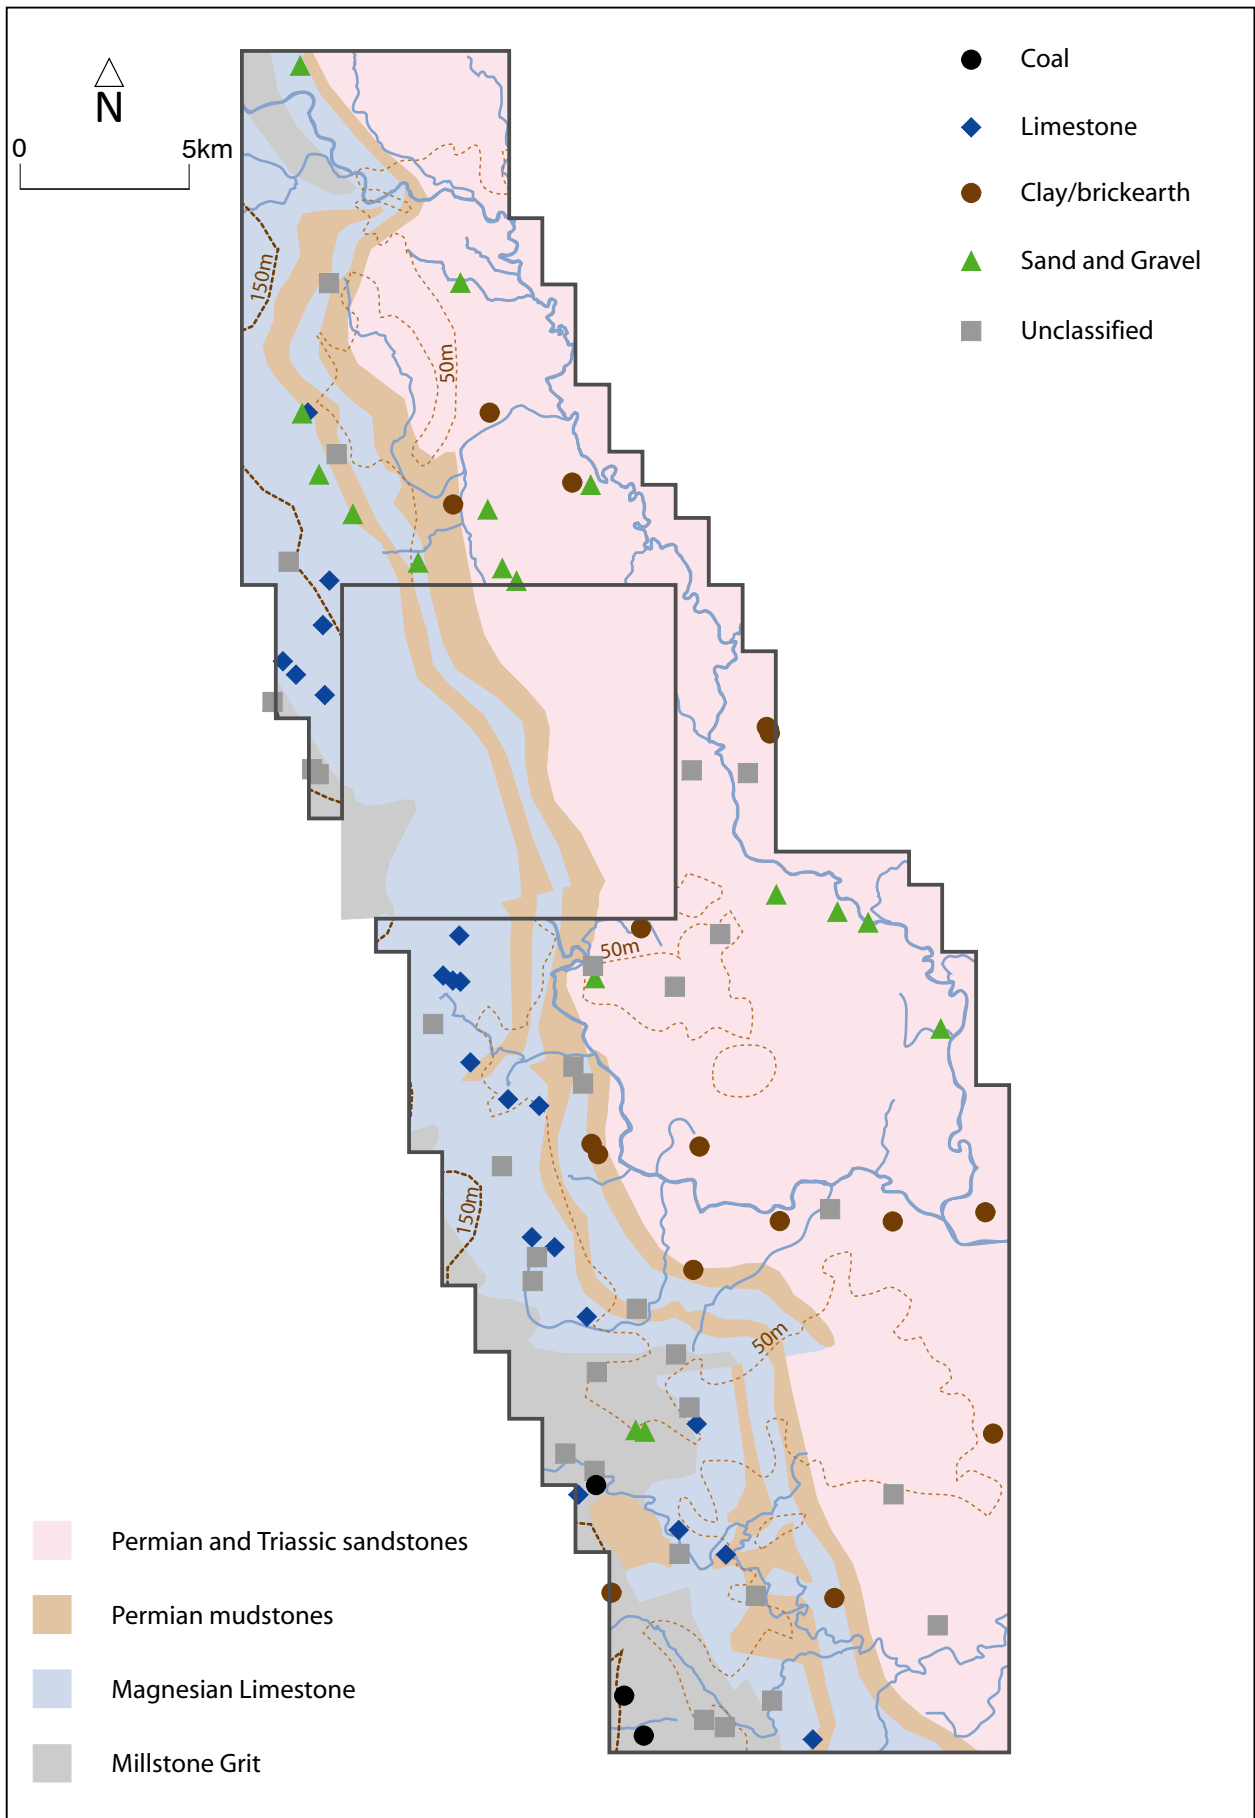 N
0 5km
Coal
Limestone
Clay/brickearth
Sand and Gravel
Unclassified
150m
50m
50m
150m
50m
Permian and Triassic sandstones
Permian mudstones
Magnesian Limestone
Millstone Grit